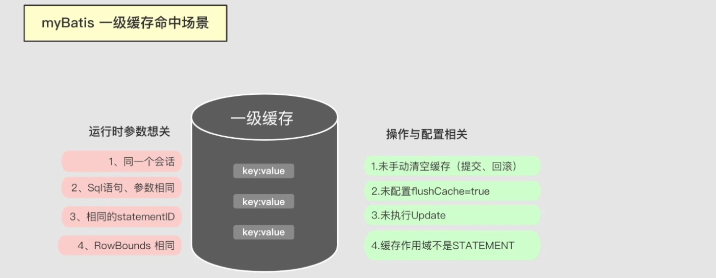 myBatis 一级缓存命中场景
一级缓存
运行时参数想关
1、同一个会话
2、Sql语句、参数相同
3、相同的statementID
4、RowBounds 相同
key:value
key:value
key:value
操作与配置相关
1.未手动清空缓存（提交、回滚）
2.未配置flushCache=true
3.未执行Update
4.缓存作用域不是STATEMENT